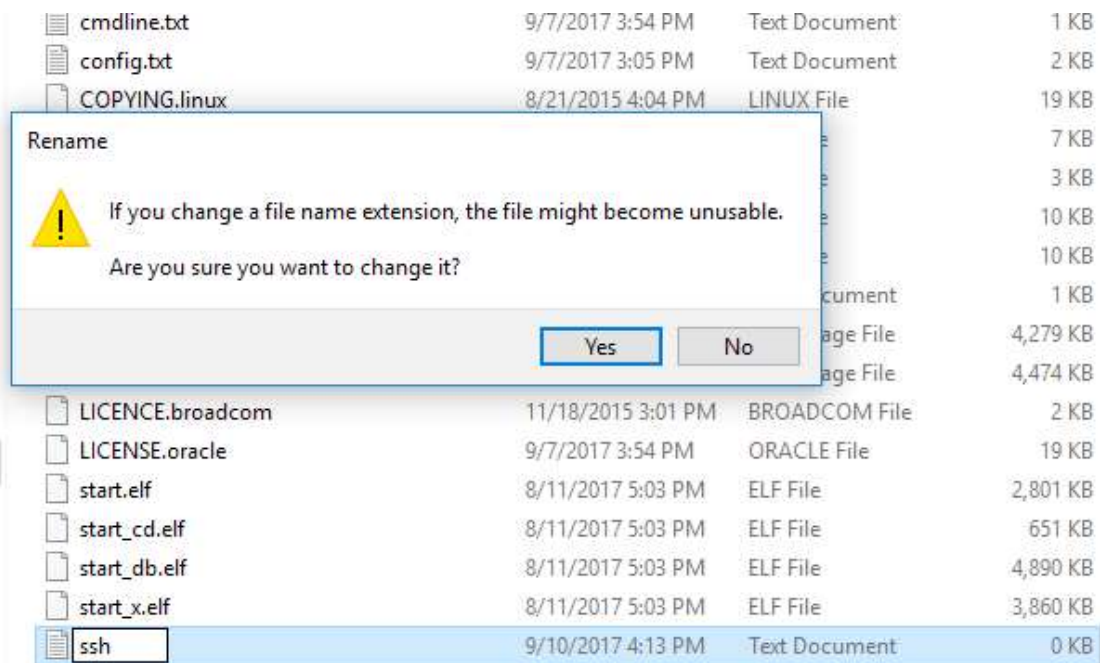 cmdline.txt 9/7/2017 3:54 PM Text Document 1 KB
config.txt 9/7/2017 3:05 PM Text Document 2 KB
COPYING.linux 8/21/2015 4:04 PM LINUX File 19 KB
Rename
7 KB
3 KB
If you change a file name extension, the file might become unusable.
10 KB
Are you sure you want to change it?
10 KB
cument 1 KB
Yes No
age File 4,279 KB
age File 4,474 KB
LICENCE.broadcom 11/18/2015 3:01 PM BROADCOM File 2 KB
LICENSE.oracle 9/7/2017 3:54 PM ORACLE File 19 KB
start.elf 8/11/2017 5:03 PM ELF File 2,801 KB
start_cd.elf 8/11/2017 5:03 PM ELF File 651 KB
start_db.elf 8/11/2017 5:03 PM ELF File 4,890 KB
start_x.elf 8/11/2017 5:03 PM ELF File 3,860 KB
ssh 9/10/2017 4:13 PM Text Document 0 KB